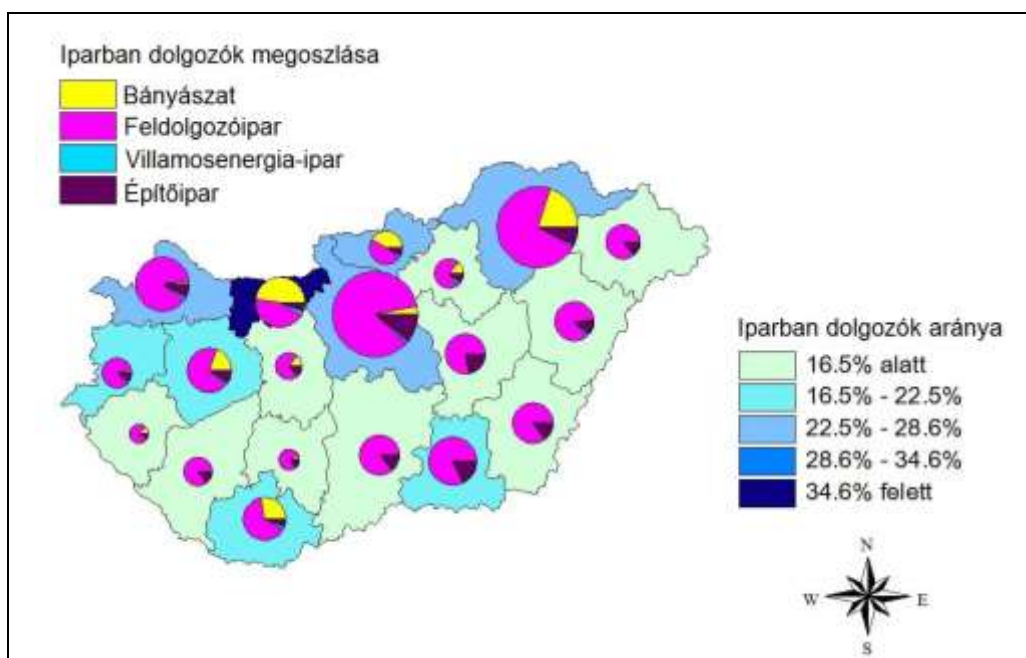 Iparban dolgozók megoszlása
Bányászat
Feldolgozóipar
Villamosenergia-ipar
Építőipar
Iparban dolgozók aránya
16.5% alatt
16.5% - 22.5%
22.5% - 28.6%
28.6% - 34.6%
34.6% felett
N
W E
S